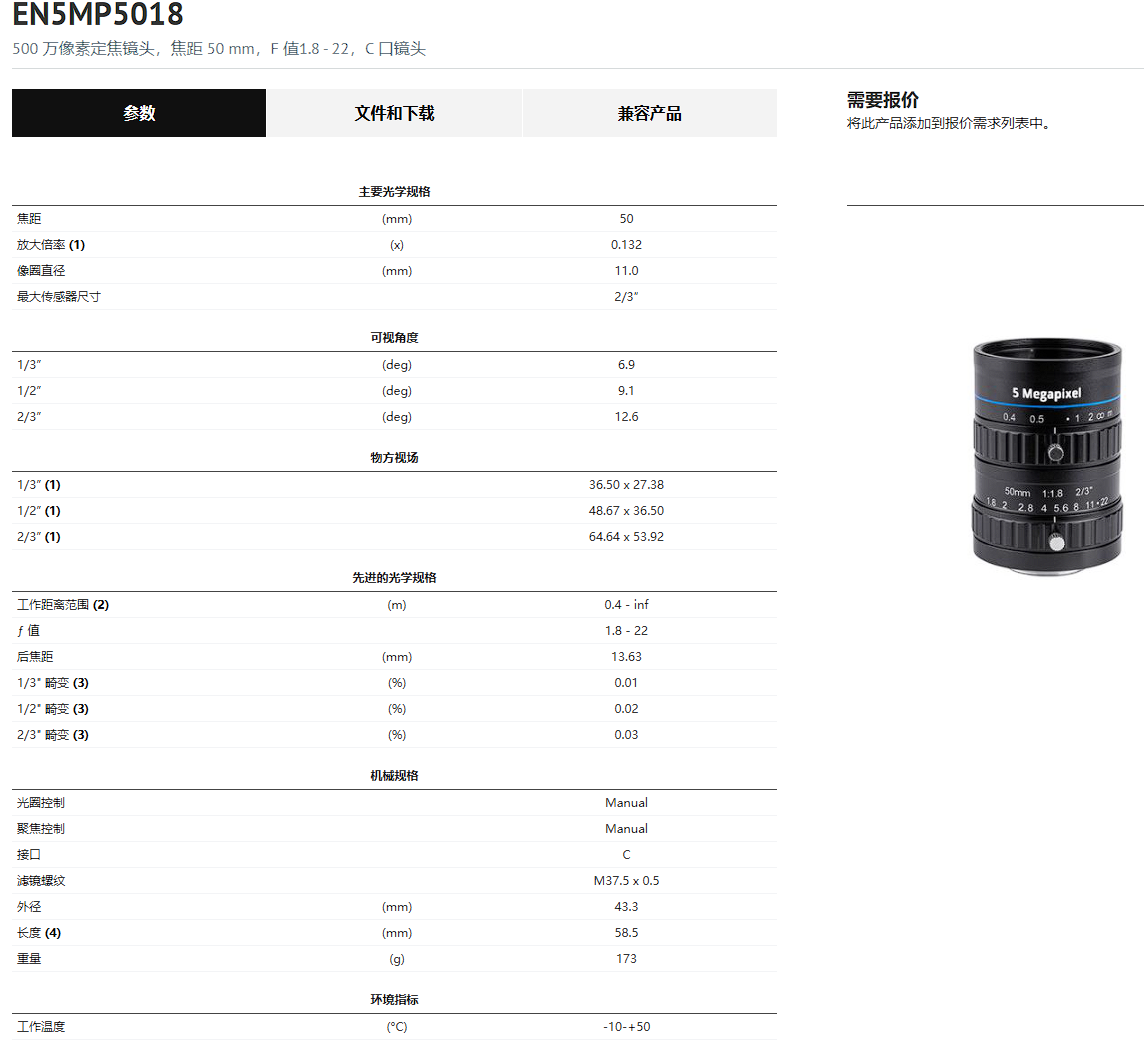 EN5MP5018
500 万像素定焦镜头，焦距 50 mm，F 值1.8 - 22，C 口镜头
参数 文件和下载 兼容产品
需要报价
将此产品添加到报价需求列表中。
主要光学规格
焦距 (mm) 50
放大倍率 (1) (x) 0.132
像圈直径 (mm) 11.0
最大传感器尺寸 2/3”
可视角度
1/3” (deg) 6.9
1/2” (deg) 9.1
2/3” (deg) 12.6
物方视场
1/3” (1) 36.50 x 27.38
1/2” (1) 48.67 x 36.50
2/3” (1) 64.64 x 53.92
先进的光学规格
工作距离范围 (2) (m) 0.4 - inf
ƒ 值 1.8 - 22
后焦距 (mm) 13.63
1/3" 畸变 (3) (%) 0.01
1/2" 畸变 (3) (%) 0.02
2/3" 畸变 (3) (%) 0.03
机械规格
光圈控制 Manual
聚焦控制 Manual
接口 C
滤镜螺纹 M37.5 x 0.5
外径 (mm) 43.3
长度 (4) (mm) 58.5
重量 (g) 173
环境指标
工作温度 (°C) -10-+50
5 Megapixel
0.4 0.5 • 1 2 ∞ m
50mm 1:1.8 2/3"
1.8 2 2.8 4 5.6 8 11 • 22